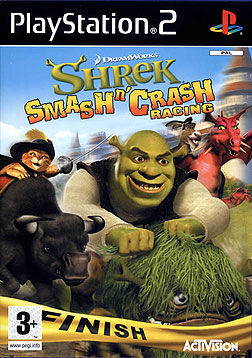 PlayStation®2
PAL
DREAMWORKS
SHREK
SMASH N' CRASH
RACING
3+
www.pegi.info
FINISH
ACTIVISION